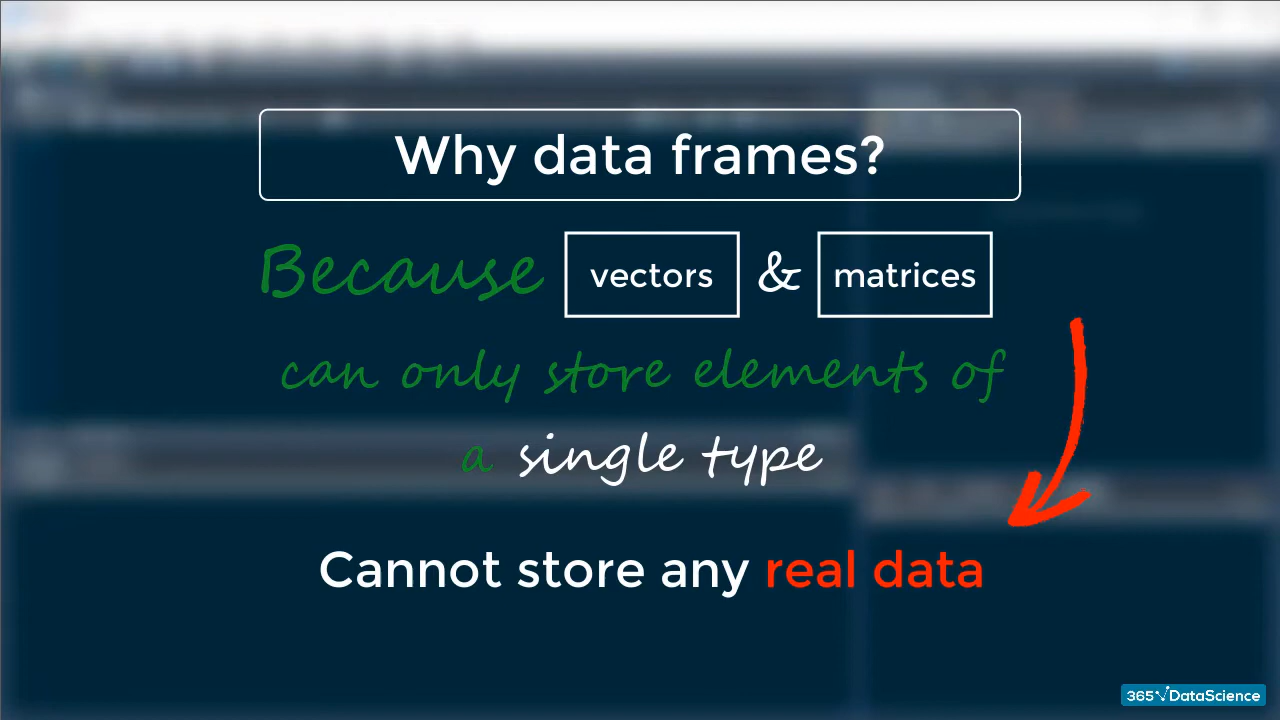 Why data frames?
Because vectors & matrices
can only store elements of
a single type
Cannot store any real data
365 DataScience